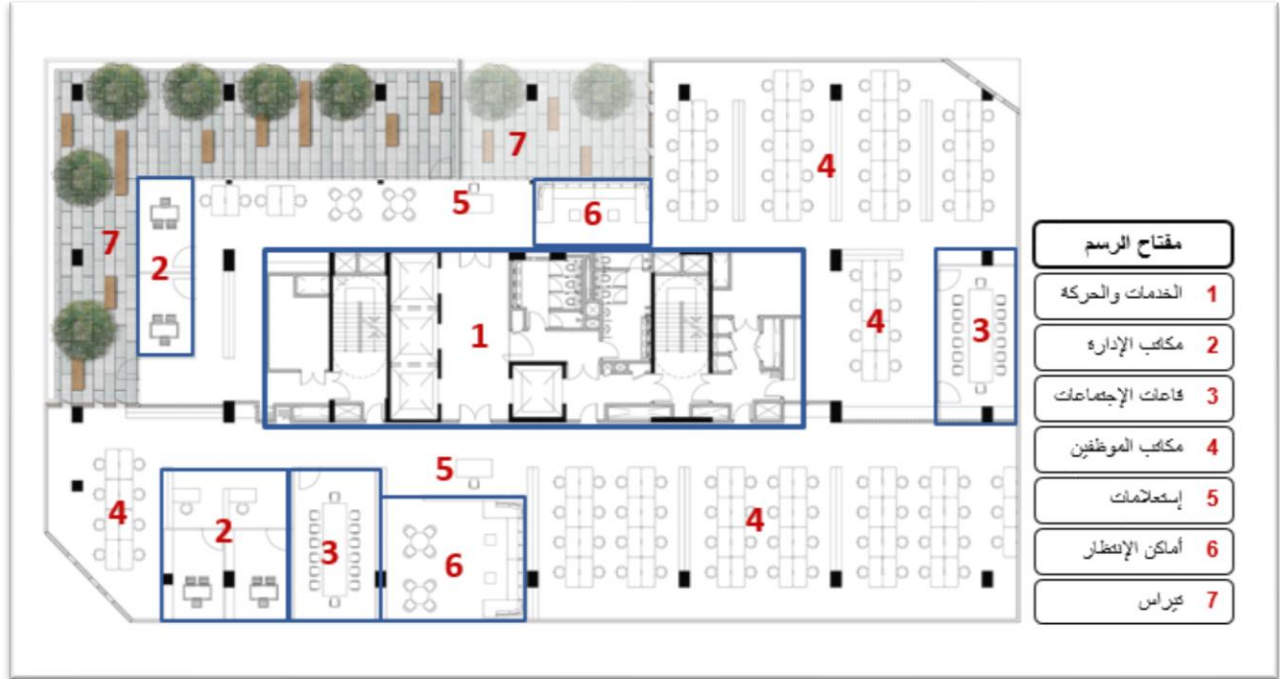 7
4
5
6
2
7
1
4
3
5
4
2
3
6
4
مفتاح الرسم
1 الخدمات والحركة
2 مكاتب الإدارة
3 قاعات الإجتماعات
4 مكاتب الموظفين
5 إستعلامات
6 أماكن الإنتظار
7 تيراس